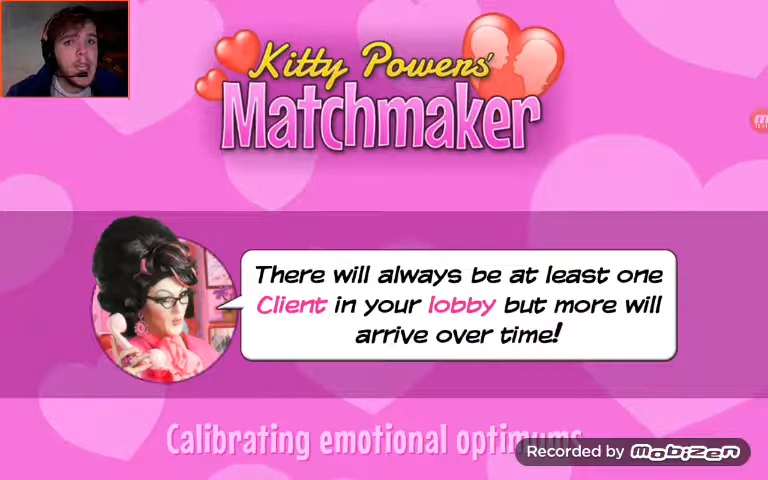 Kitty Powers'
Matchmaker
There will always be at least one
Client in your lobby but more will
arrive over time!
Calibrating emotional optimums
Recorded by mobizen